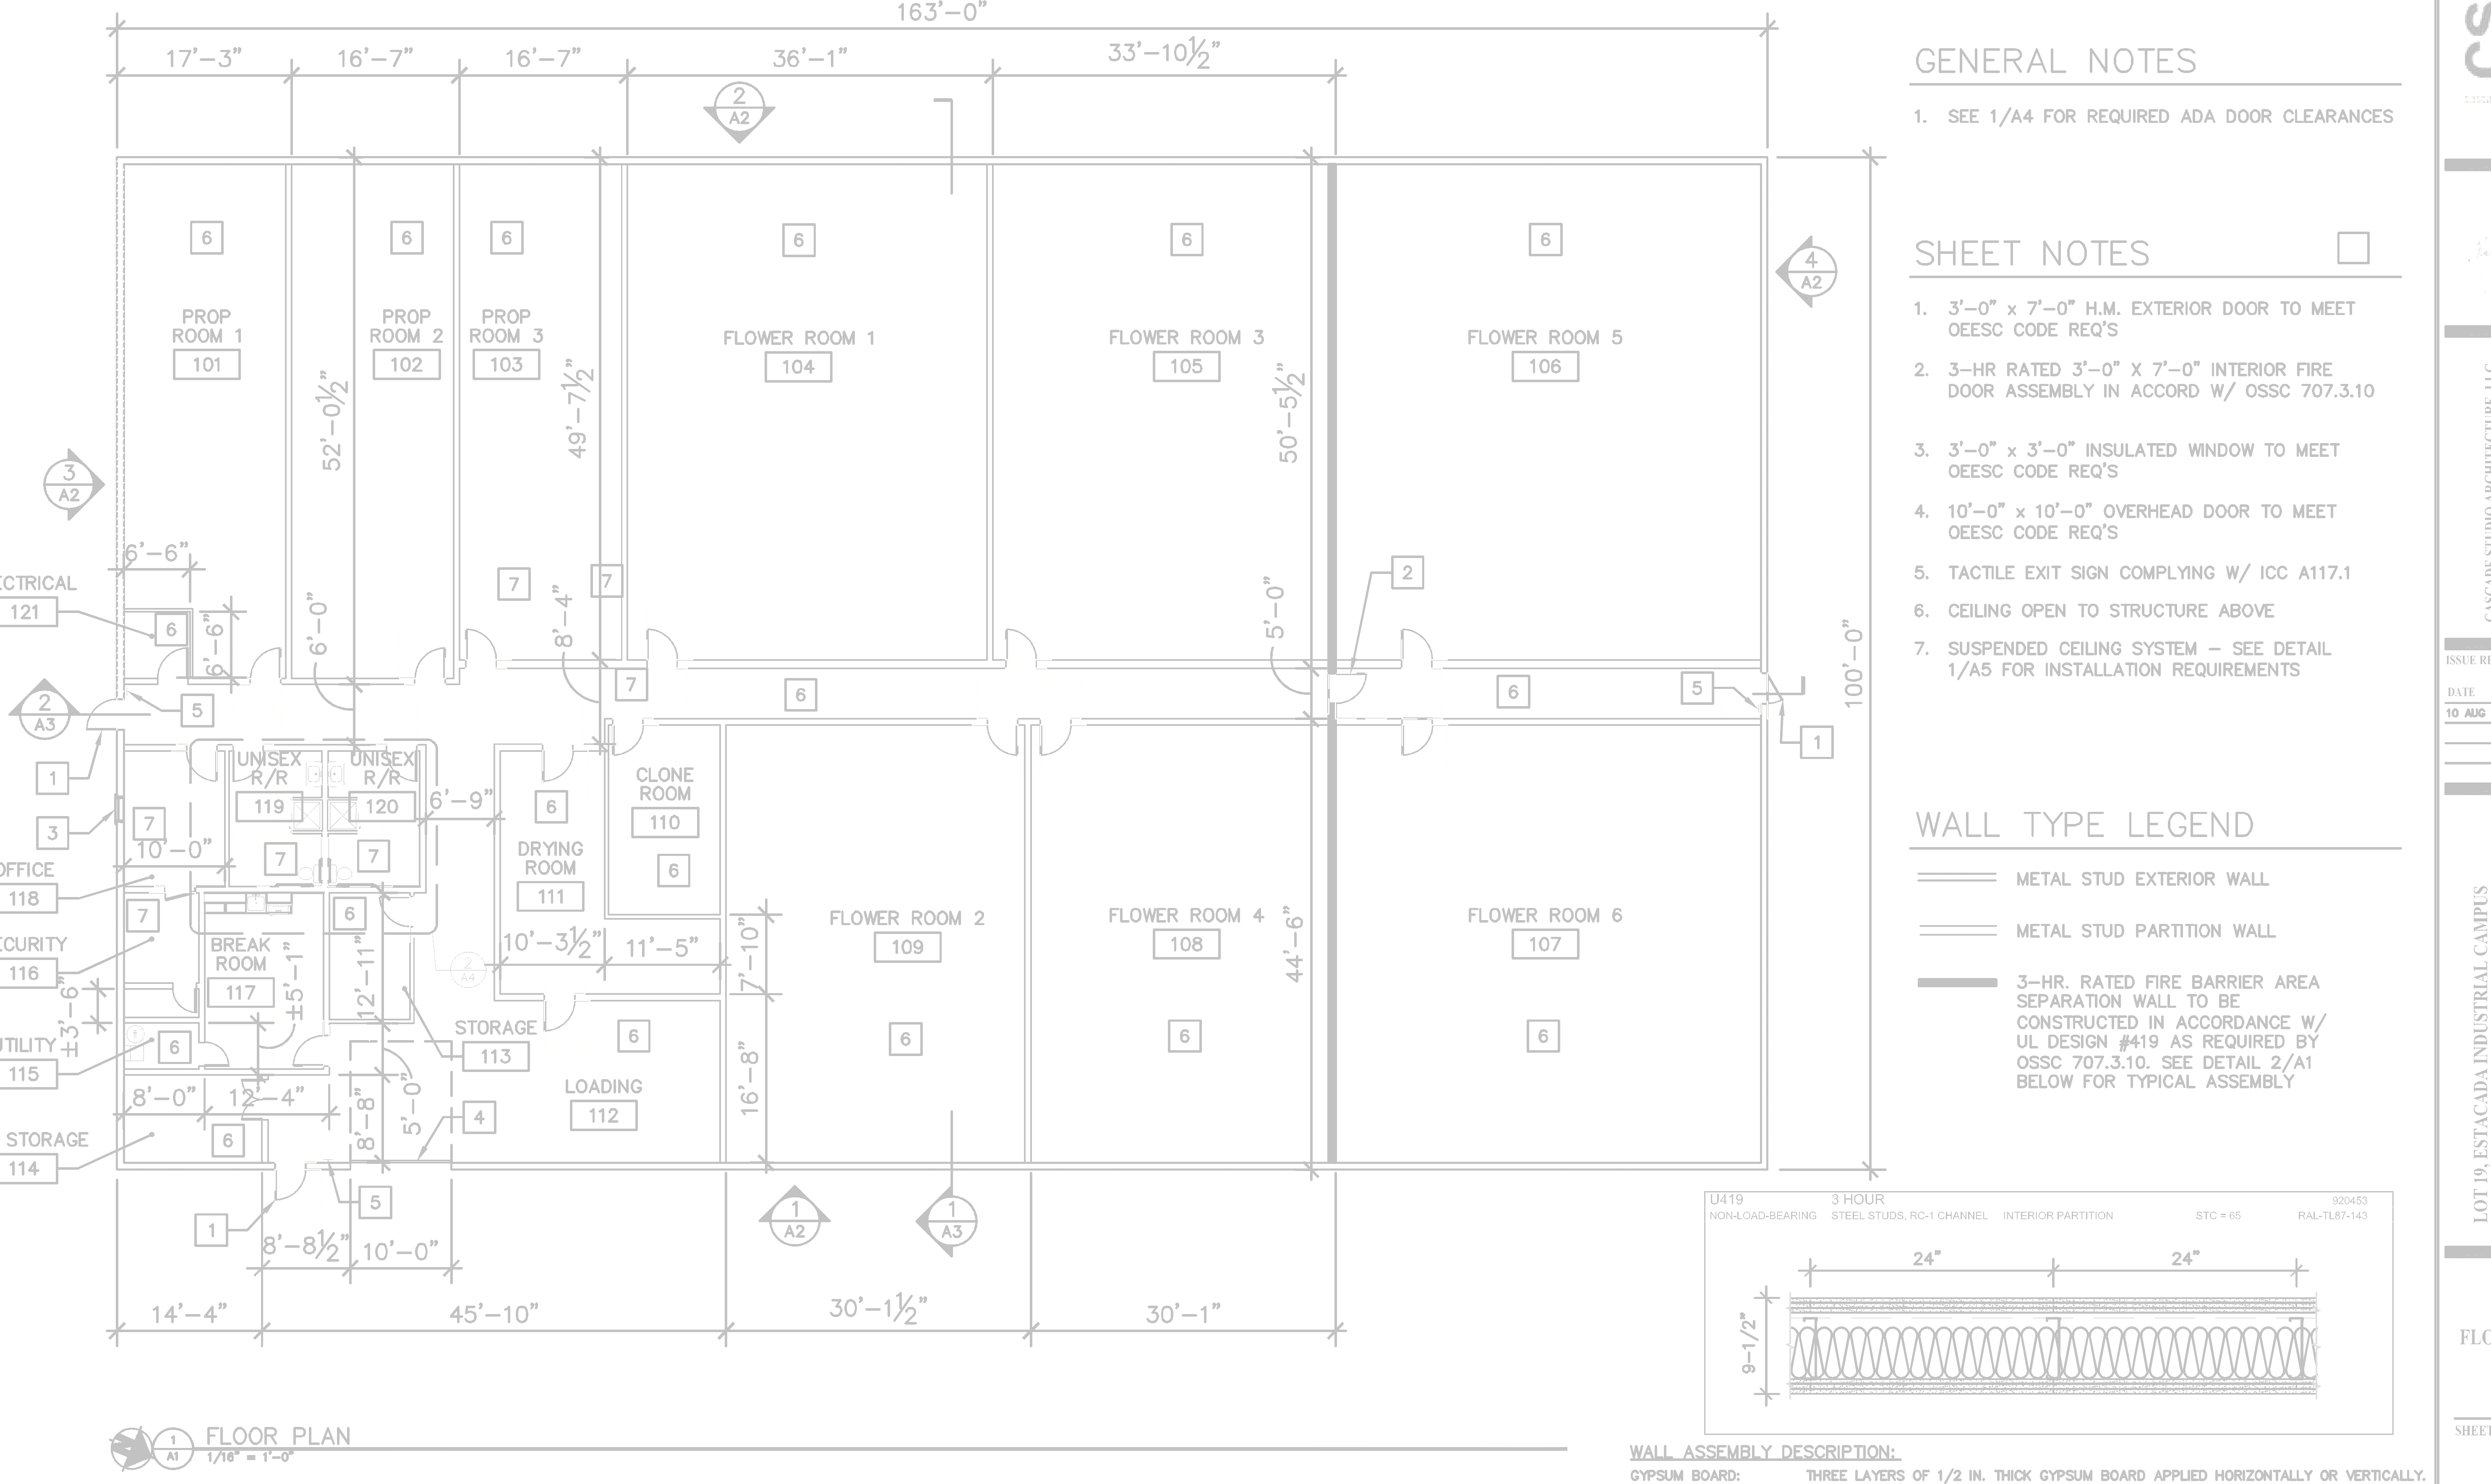 163'-0"
17'-3"
16'-7"
16'-7"
36'-1"
33'-10½"
2
A2
6
6
6
6
6
6
PROP
ROOM 1
101
PROP
ROOM 2
102
PROP
ROOM 3
103
FLOWER ROOM 1
104
FLOWER ROOM 3
105
FLOWER ROOM 5
106
4
A2
52'-0½"
49'-7½"
50'-5½"
3
A2
6'-6"
121
6
6'-6"
6'-0"
7
7
8'-4"
5'-0"
2
100'-0"
2
A3
5
7
6
6
5
1
1
3
UNISEX
R/R
119
UNISEX
R/R
120
6'-9"
7
10'-0"
7
7
6
DRYING
ROOM
111
CLONE
ROOM
110
6
118
7
6
116
BREAK
ROOM
117
±5'-1"
12'-11"
2
A4
10'-3½"
11'-5"
7'-10"
FLOWER ROOM 2
109
FLOWER ROOM 4
108
44'-6"
FLOWER ROOM 6
107
±3'-6"
115
6
STORAGE
113
6
6
6
6
8'-0"
12'-4"
8'-8"
5'-0"
4
LOADING
112
16'-8"
STORAGE
114
6
1
5
8'-8½"
10'-0"
1
A2
1
A3
14'-4"
45'-10"
30'-1½"
30'-1"
1
A1
FLOOR PLAN
1/16" = 1'-0"
GENERAL NOTES
1. SEE 1/A4 FOR REQUIRED ADA DOOR CLEARANCES
SHEET NOTES
1. 3'-0" x 7'-0" H.M. EXTERIOR DOOR TO MEET
OEESC CODE REQ'S
2. 3-HR RATED 3'-0" X 7'-0" INTERIOR FIRE
DOOR ASSEMBLY IN ACCORD W/ OSSC 707.3.10
3. 3'-0" x 3'-0" INSULATED WINDOW TO MEET
OEESC CODE REQ'S
4. 10'-0" x 10'-0" OVERHEAD DOOR TO MEET
OEESC CODE REQ'S
5. TACTILE EXIT SIGN COMPLYING W/ ICC A117.1
6. CEILING OPEN TO STRUCTURE ABOVE
7. SUSPENDED CEILING SYSTEM - SEE DETAIL
1/A5 FOR INSTALLATION REQUIREMENTS
WALL TYPE LEGEND
METAL STUD EXTERIOR WALL
METAL STUD PARTITION WALL
3-HR. RATED FIRE BARRIER AREA
SEPARATION WALL TO BE
CONSTRUCTED IN ACCORDANCE W/
UL DESIGN #419 AS REQUIRED BY
OSSC 707.3.10. SEE DETAIL 2/A1
BELOW FOR TYPICAL ASSEMBLY
U419 3 HOUR 920453
NON-LOAD-BEARING STEEL STUDS, RC-1 CHANNEL INTERIOR PARTITION STC = 65 RAL-TL87-143
24"
24"
9-1/2"
WALL ASSEMBLY DESCRIPTION:
GYPSUM BOARD: THREE LAYERS OF 1/2 IN. THICK GYPSUM BOARD APPLIED HORIZONTALLY OR VERTICALLY.
DATE
10 AUG
LOT 19, ESTACADA INDUSTRIAL CAMPUS
SHEET